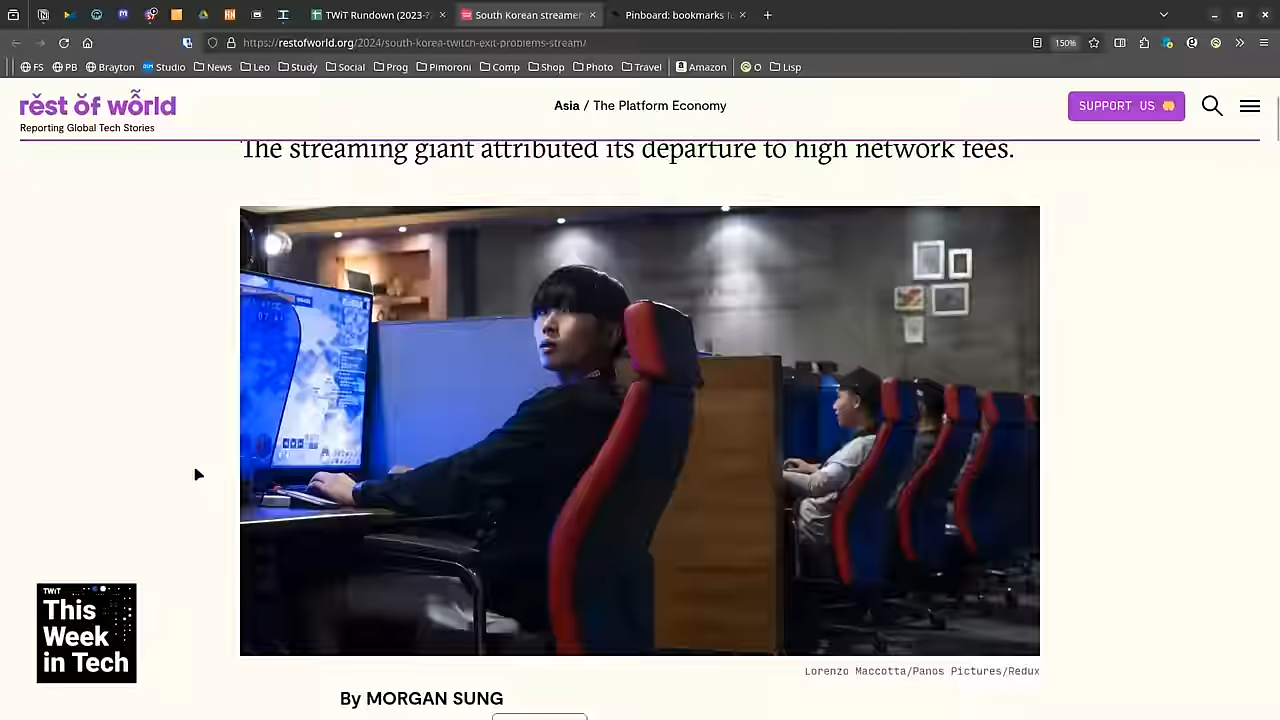 TWiT Rundown (2023-?
South Korean streamer
Pinboard: bookmarks f
https://restofworld.org/2024/south-korea-twitch-exit-problems-stream/
150%
FS
PB
Brayton
Studio
News
Leo
Study
Social
Prog
Pimoroni
Comp
Shop
Photo
Travel
Amazon
O
Lisp
rest of world
Reporting Global Tech Stories
Asia / The Platform Economy
SUPPORT US
The streaming giant attributed its departure to high network fees.
TWiT
This
Week
in Tech
Lorenzo Maccotta/Panos Pictures/Redux
By MORGAN SUNG